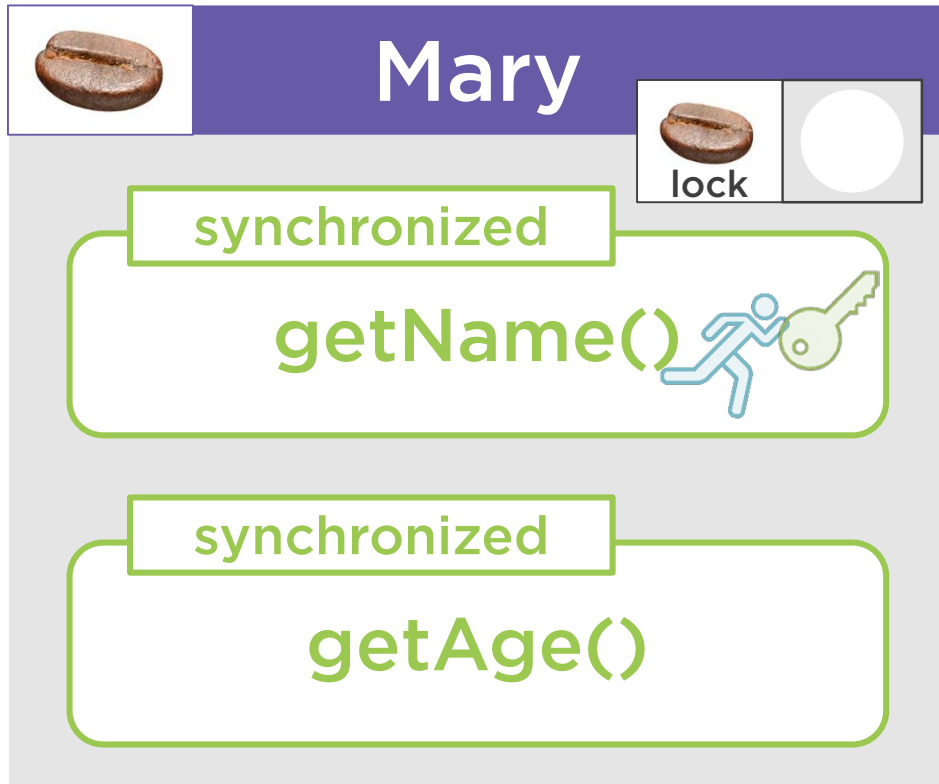 Mary
lock
synchronized
getName()
synchronized
getAge()